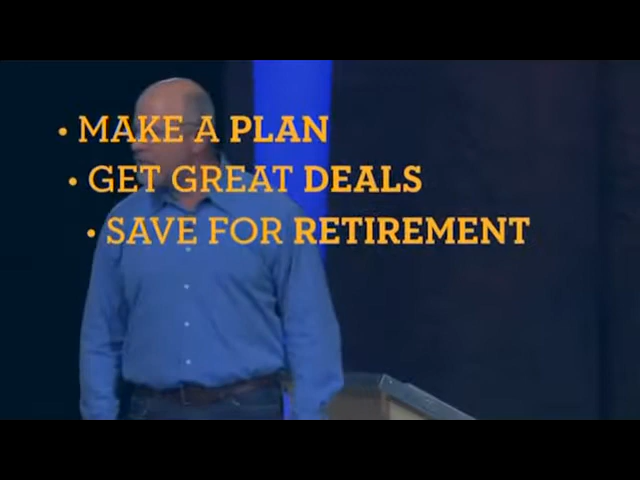 • MAKE A PLAN
• GET GREAT DEALS
• SAVE FOR RETIREMENT